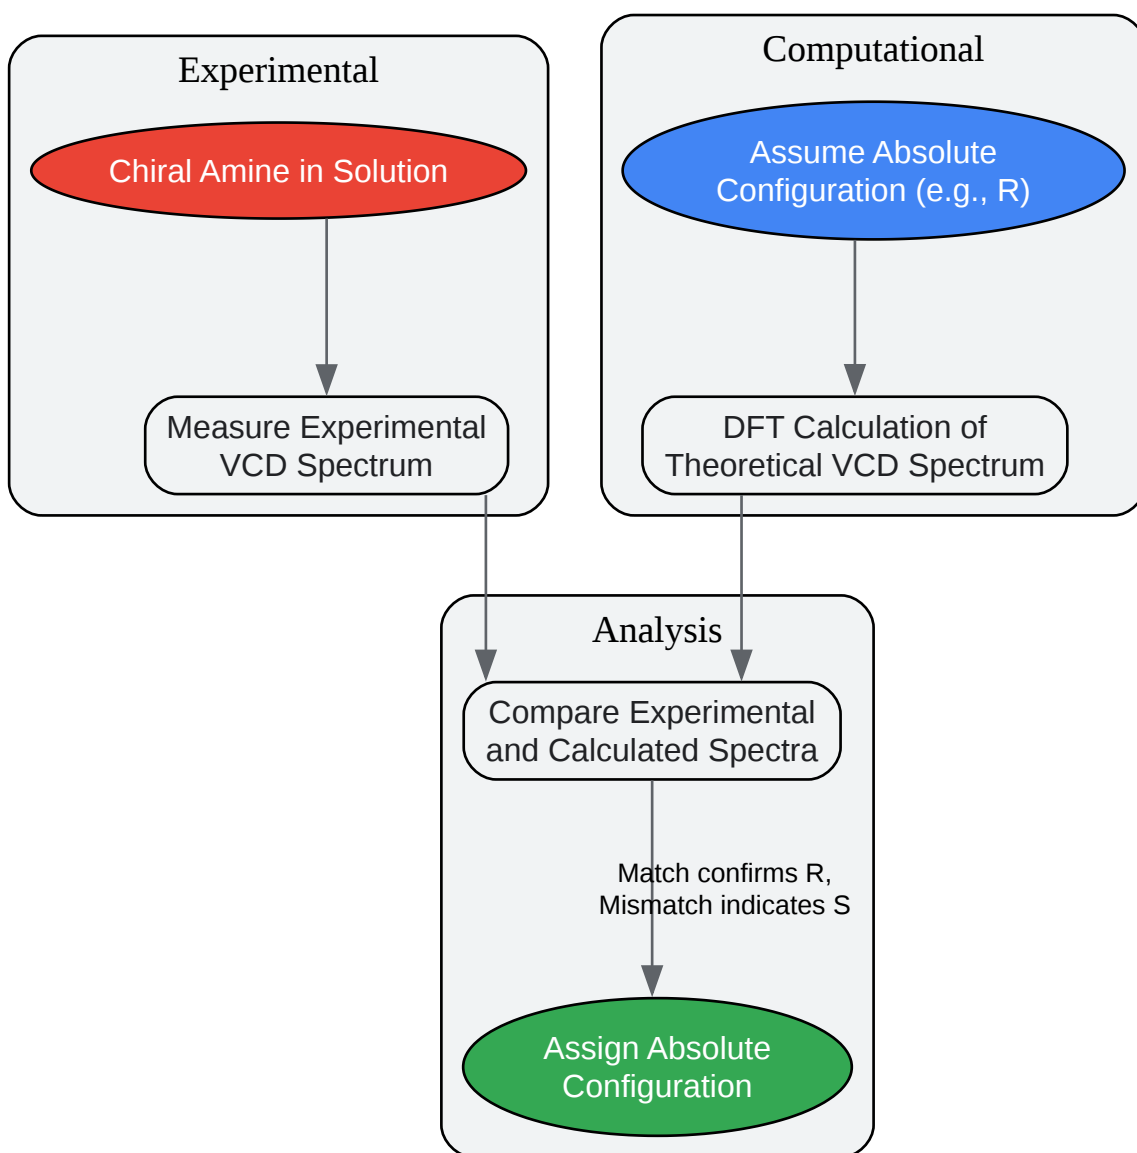 Experimental
Chiral Amine in Solution
Measure Experimental
VCD Spectrum
Computational
Assume Absolute
Configuration (e.g., R)
DFT Calculation of
Theoretical VCD Spectrum
Analysis
Compare Experimental
and Calculated Spectra
Match confirms R,
Mismatch indicates S
Assign Absolute
Configuration